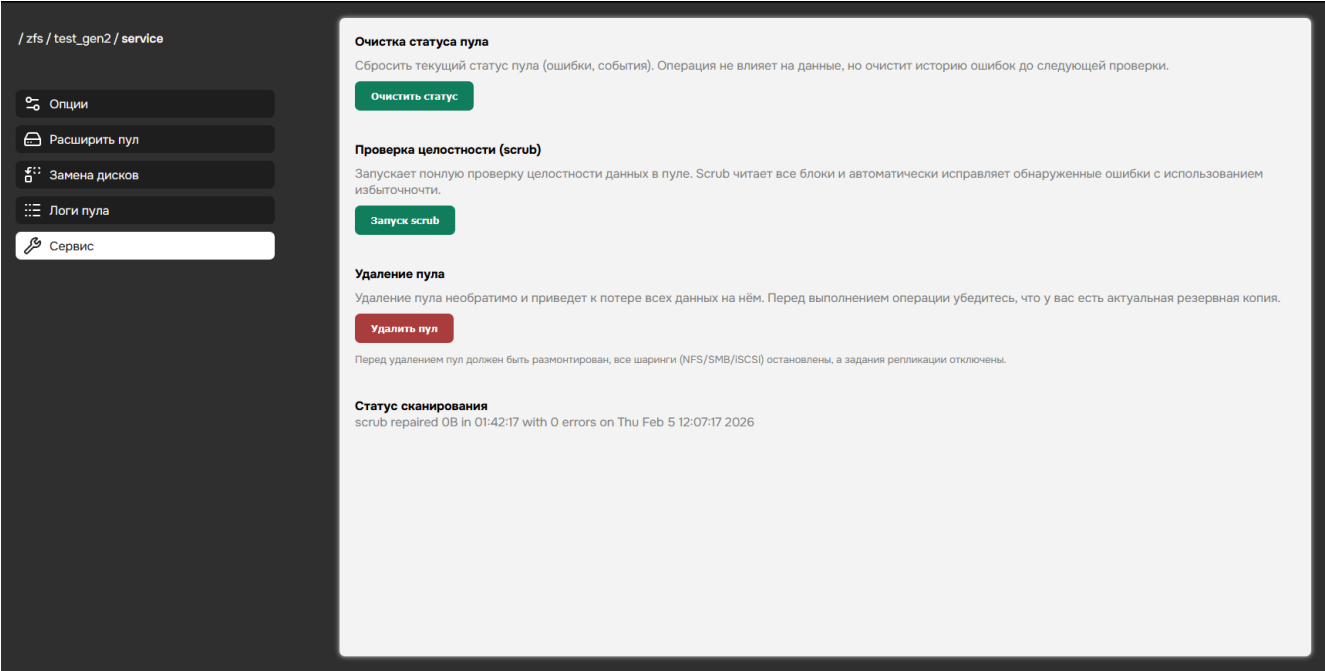 / zfs / test_gen2 / service
Опции
Расширить пул
Замена дисков
Логи пула
Сервис
Очистка статуса пула
Сбросить текущий статус пула (ошибки, события). Операция не влияет на данные, но очистит историю ошибок до следующей проверки.
Очистить статус
Проверка целостности (scrub)
Запускает понлую проверку целостности данных в пуле. Scrub читает все блоки и автоматически исправляет обнаруженные ошибки с использованием
избыточночти.
Запуск scrub
Удаление пула
Удаление пула необратимо и приведет к потере всех данных на нём. Перед выполнением операции убедитесь, что у вас есть актуальная резервная копия.
Удалить пул
Перед удалением пул должен быть размонтирован, все шаринги (NFS/SMB/iSCSI) остановлены, а задания репликации отключены.
Статус сканирования
scrub repaired 0B in 01:42:17 with 0 errors on Thu Feb 5 12:07:17 2026